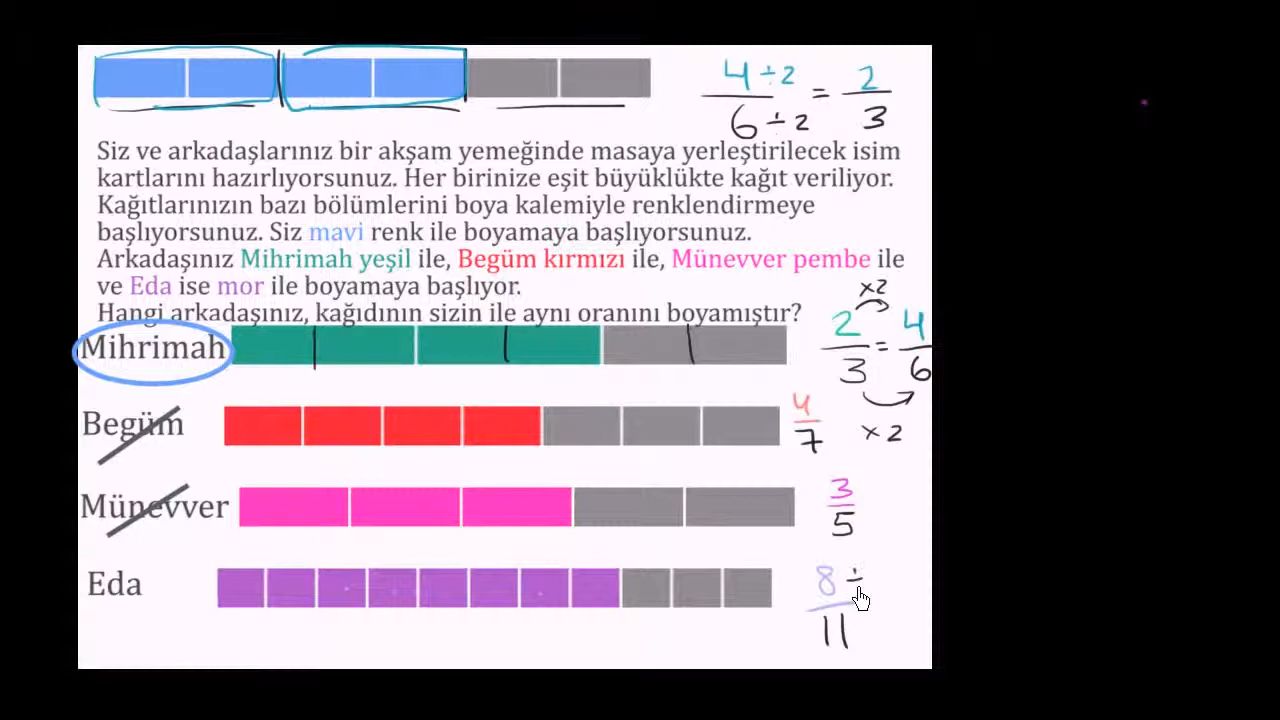 4 ÷2 = 2
6 ÷2 3
Siz ve arkadaşlarınız bir akşam yemeğinde masaya yerleştirilecek isim
kartlarını hazırlıyorsunuz. Her birinize eşit büyüklükte kağıt veriliyor.
Kağıtlarınızın bazı bölümlerini boya kalemiyle renklendirmeye
başlıyorsunuz. Siz mavi renk ile boyamaya başlıyorsunuz.
Arkadaşınız Mihrimah yeşil ile, Begüm kırmızı ile, Münevver pembe ile
ve Eda ise mor ile boyamaya başlıyor.
Hangi arkadaşınız, kağıdının sizin ile aynı oranını boyamıştır?
x2
Mihrimah
2 = 4
3 6
x2
Begüm
4
7
Münevver
3
5
Eda
8 ÷
11